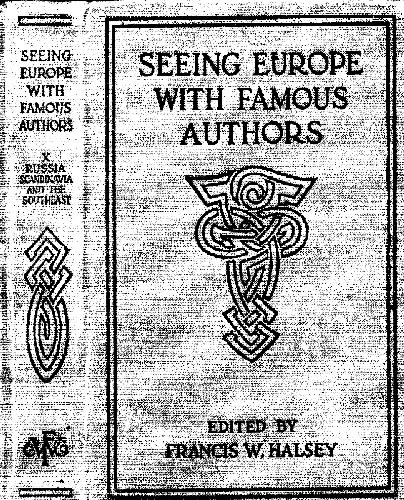 SEEING
EUROPE
WITH
FAMOUS
AUTHORS
X
RUSSIA
SCANDINAVIA
AND THE
SOUTHEAST
SEEING EUROPE
WITH FAMOUS
AUTHORS
EDITED BY
FRANCIS W. HALSEY